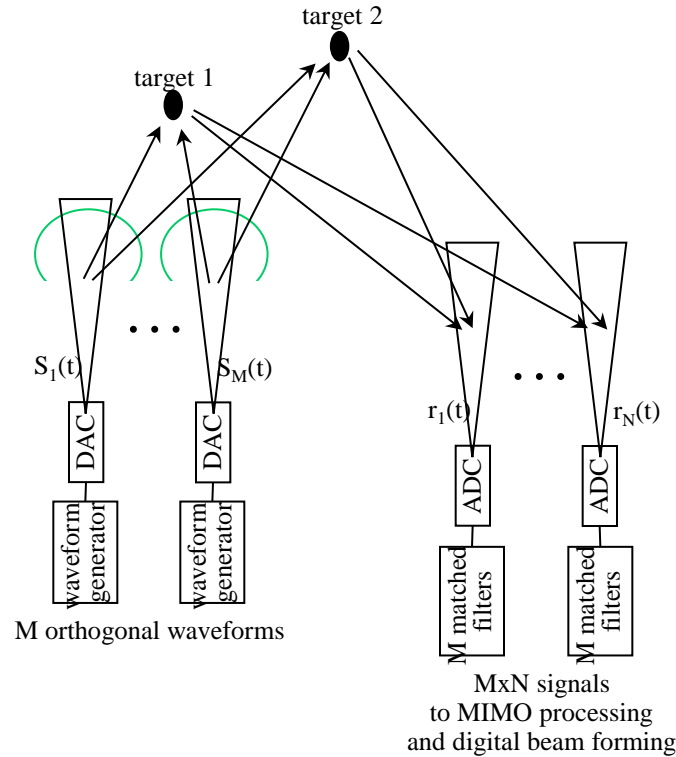 target 2
target 1
S1(t)
SM(t)
r1(t)
rN(t)
DAC
DAC
ADC
ADC
waveform
generator
waveform
generator
M matched
filters
M matched
filters
M orthogonal waveforms
MxN signals
to MIMO processing
and digital beam forming